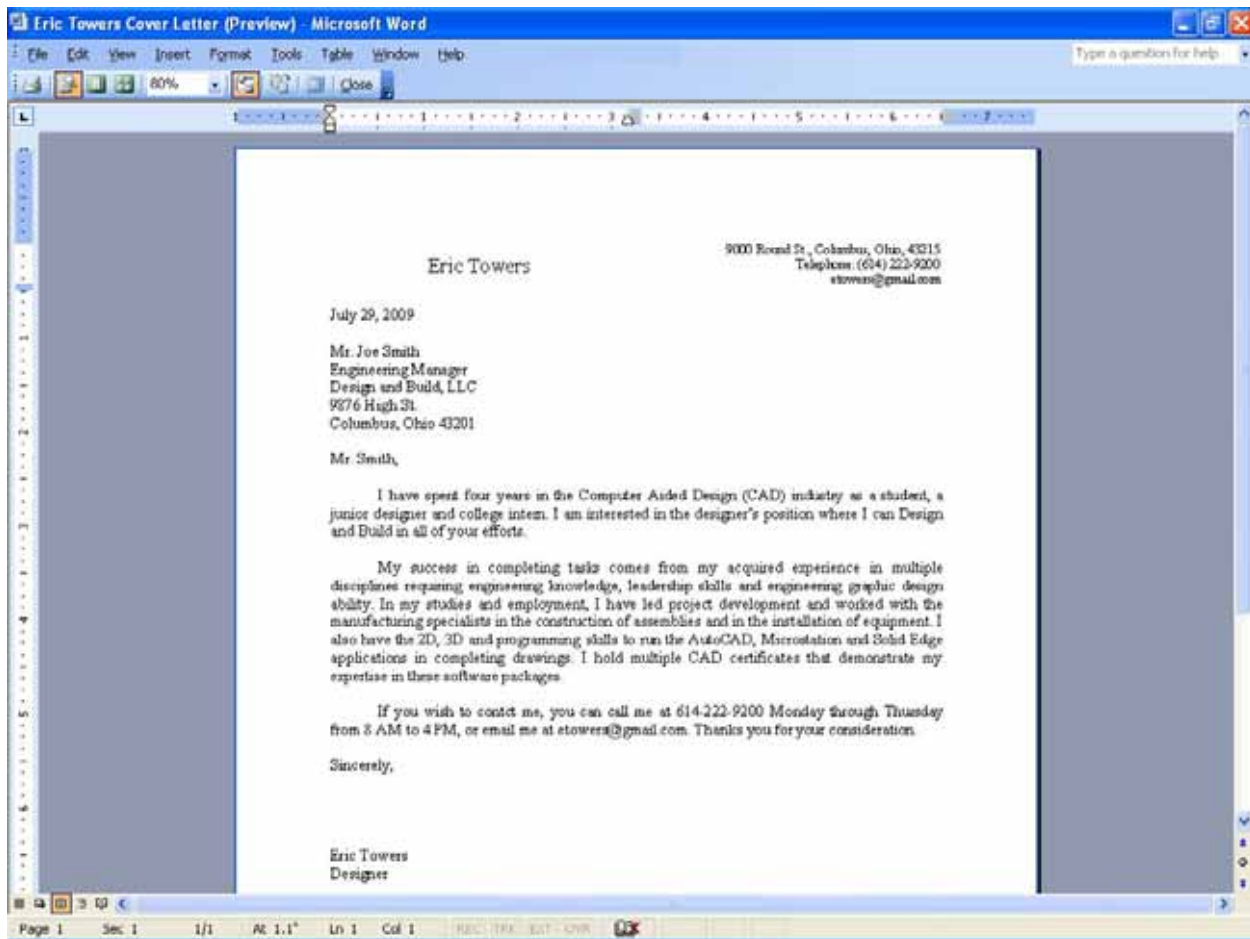 Eric Towers Cover Letter (Preview) - Microsoft Word
File Edit View Insert Format Tools Table Window Help
Type a question for help
80%
Close
1 1 2 3 4 5 6 7
Eric Towers
9000 Round St., Columbus, Ohio, 43215
Telephone: (614) 222-9200
etowers@gmail.com
July 29, 2009
Mr. Joe Smith
Engineering Manager
Design and Build, LLC
9876 High St.
Columbus, Ohio 43201
Mr. Smith,
I have spent four years in the Computer Aided Design (CAD) industry as a student, a
junior designer and college intern. I am interested in the designer's position where I can Design
and Build in all of your efforts.
My success in completing tasks comes from my acquired experience in multiple
disciplines requiring engineering knowledge, leadership skills and engineering graphic design
ability. In my studies and employment, I have led project development and worked with the
manufacturing specialists in the construction of assemblies and in the installation of equipment. I
also have the 2D, 3D and programming skills to run the AutoCAD, Microstation and Solid Edge
applications in completing drawings. I hold multiple CAD certificates that demonstrate my
expertise in these software packages.
If you wish to contct me, you can call me at 614-222-9200 Monday through Thursday
from 8 AM to 4 PM, or email me at etowers@gmail.com. Thanks you for your consideration.
Sincerely,
Eric Towers
Designer
Page 1 Sec 1 1/1 At 1.1" Ln 1 Col 1 REC TRK EXT OVR